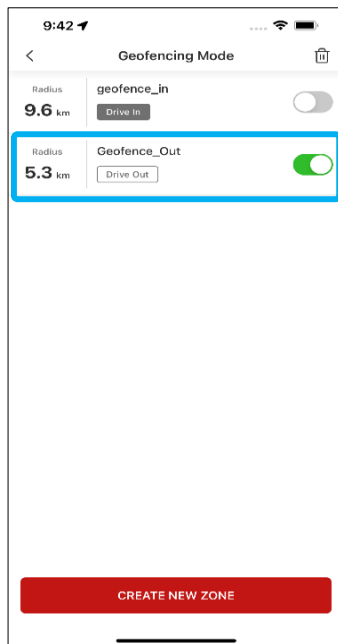 9:42
Geofencing Mode
Radius
9.6 km
geofence_in
Drive In
Radius
5.3 km
Geofence_Out
Drive Out
CREATE NEW ZONE